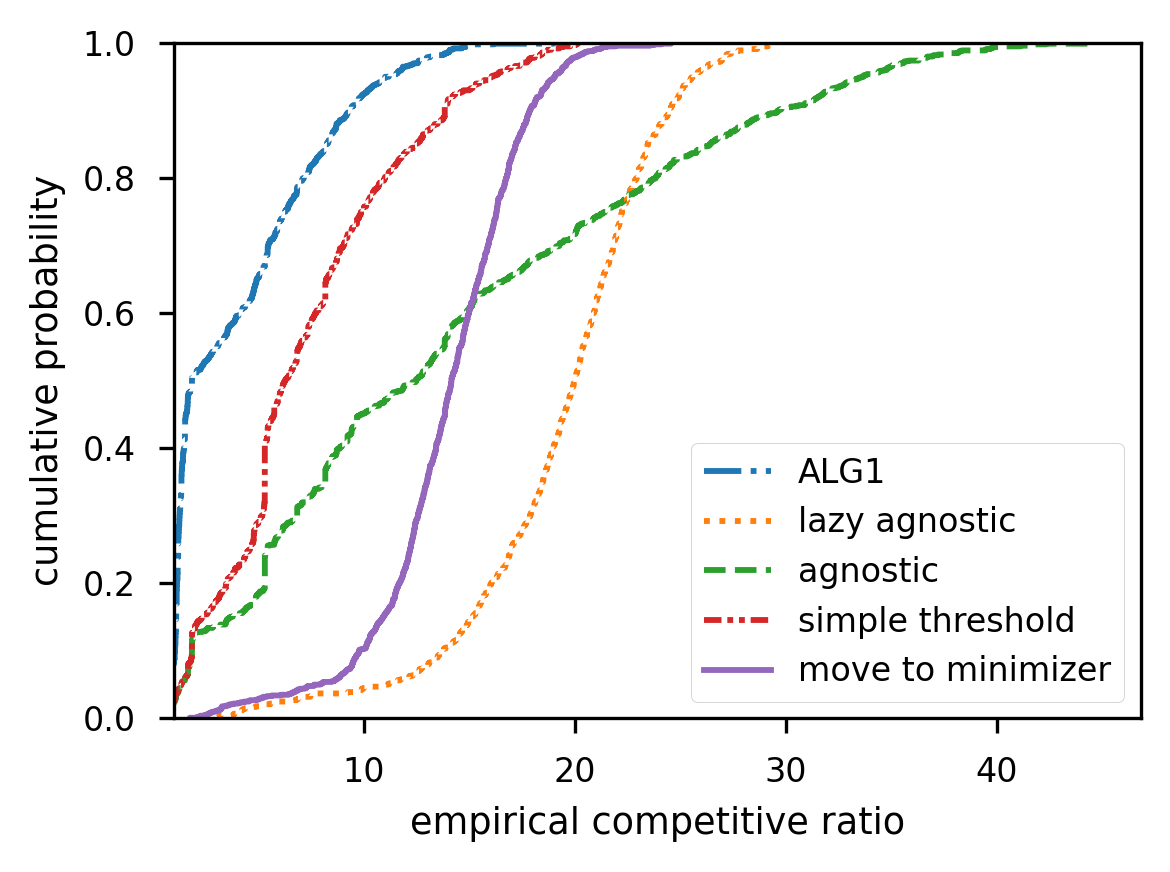 1.0
0.8
0.6
0.4
0.2
0.0
cumulative probability
10 20 30 40
empirical competitive ratio
ALG1
lazy agnostic
agnostic
simple threshold
move to minimizer